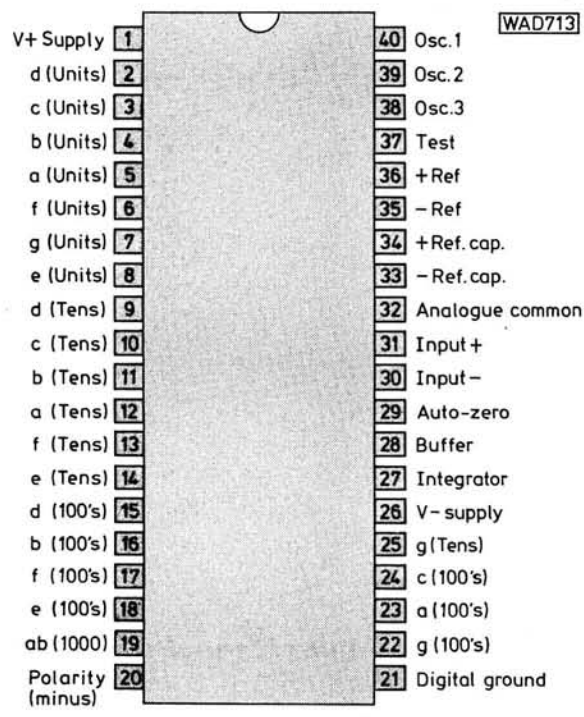 WAD713
V+ Supply 1
d (Units) 2
c (Units) 3
b (Units) 4
a (Units) 5
f (Units) 6
g (Units) 7
e (Units) 8
d (Tens) 9
c (Tens) 10
b (Tens) 11
a (Tens) 12
f (Tens) 13
e (Tens) 14
d (100's) 15
b (100's) 16
f (100's) 17
e (100's) 18
ab (1000) 19
Polarity 20
(minus)
40 Osc.1
39 Osc.2
38 Osc.3
37 Test
36 +Ref
35 -Ref
34 +Ref.cap.
33 -Ref.cap.
32 Analogue common
31 Input+
30 Input-
29 Auto-zero
28 Buffer
27 Integrator
26 V- supply
25 g(Tens)
24 c (100's)
23 a (100's)
22 g (100's)
21 Digital ground